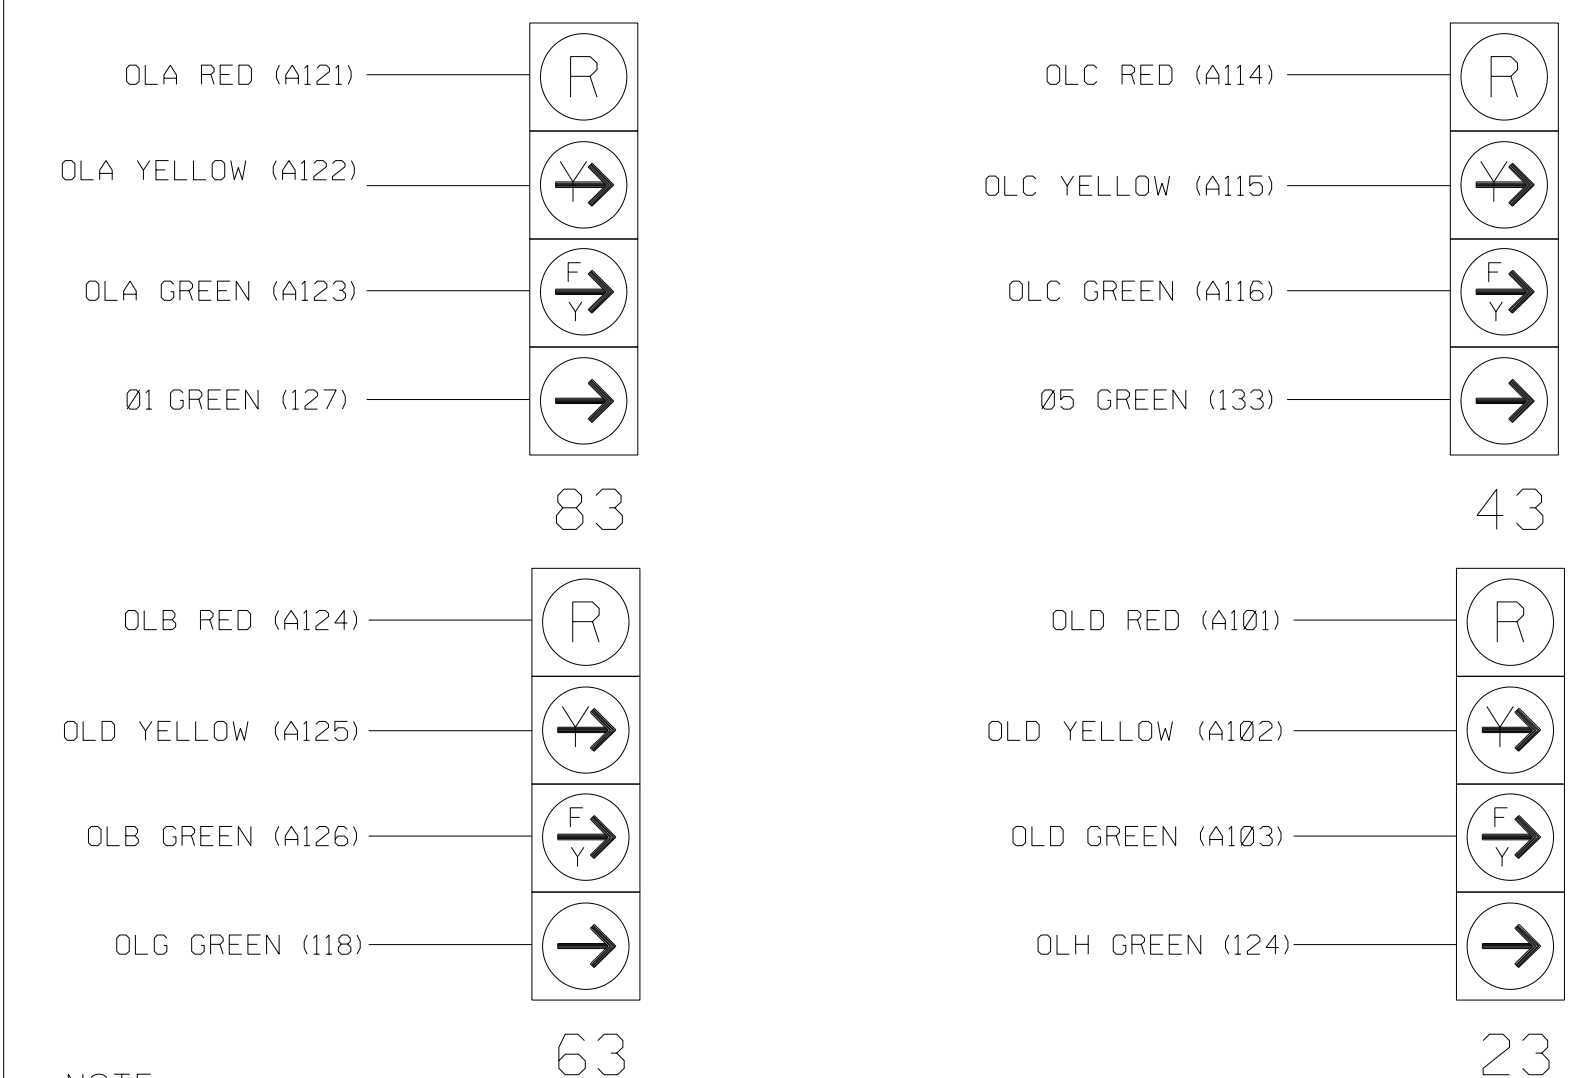 OLA RED (A121)
R
OLA YELLOW (A122)
Y
OLA GREEN (A123)
F
Y
Ø1 GREEN (127)
83
OLC RED (A114)
R
OLC YELLOW (A115)
Y
OLC GREEN (A116)
F
Y
Ø5 GREEN (133)
43
OLB RED (A124)
R
OLD YELLOW (A125)
Y
OLB GREEN (A126)
F
Y
OLG GREEN (118)
63
OLD RED (A1Ø1)
R
OLD YELLOW (A1Ø2)
Y
OLD GREEN (A1Ø3)
F
Y
OLH GREEN (124)
23
NOTE